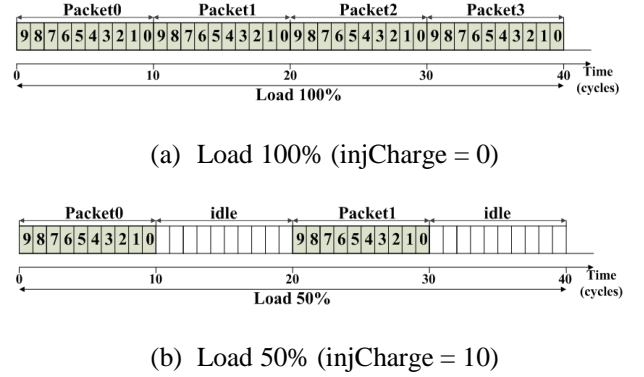 Packet0 Packet1 Packet2 Packet3
9 8 7 6 5 4 3 2 1 0 9 8 7 6 5 4 3 2 1 0 9 8 7 6 5 4 3 2 1 0 9 8 7 6 5 4 3 2 1 0
0 10 20 30 40 Time
(cycles)
Load 100%
(a) Load 100% (injCharge = 0)
Packet0 idle Packet1 idle
9 8 7 6 5 4 3 2 1 0 9 8 7 6 5 4 3 2 1 0
0 10 20 30 40 Time
(cycles)
Load 50%
(b) Load 50% (injCharge = 10)